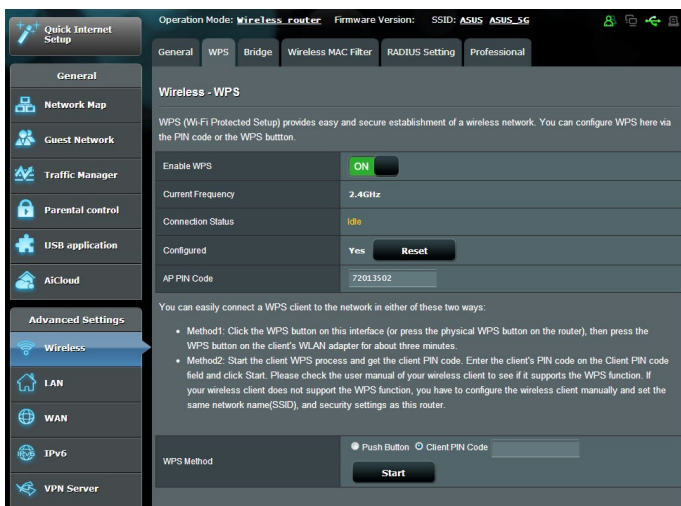 Quick Internet
Setup
Operation Mode: Wireless router Firmware Version: SSID: ASUS ASUS_5G
General WPS Bridge Wireless MAC Filter RADIUS Setting Professional
General
Network Map
Guest Network
Traffic Manager
Parental control
USB application
AiCloud
Advanced Settings
Wireless
LAN
WAN
IPv6
IPv6
VPN Server
Wireless - WPS
WPS (Wi-Fi Protected Setup) provides easy and secure establishment of a wireless network. You can configure WPS here via
the PIN code or the WPS buttton.
Enable WPS ON
Current Frequency 2.4GHz
Connection Status Idle
Configured Yes Reset
AP PIN Code 72013502
You can easily connect a WPS client to the network in either of these two ways:
• Method1: Click the WPS button on this interface (or press the physical WPS button on the router), then press the
WPS button on the client's WLAN adapter for about three minutes.
• Method2: Start the client WPS process and get the client PIN code. Enter the client's PIN code on the Client PIN code
field and click Start. Please check the user manual of your wireless client to see if it supports the WPS function. If
your wireless client does not support the WPS function, you have to configure the wireless client manually and set the
same network name(SSID), and security settings as this router.
WPS Method Push Button Client PIN Code
Start